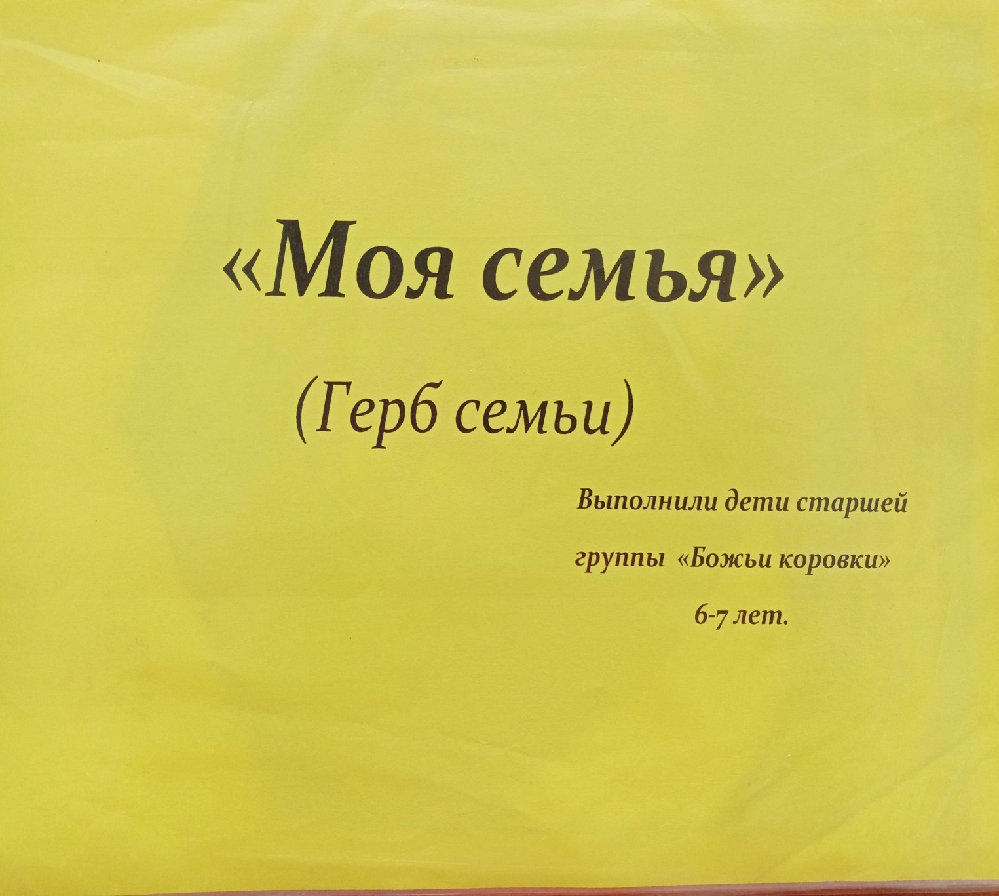 «Моя семья»
(Герб семьи)
Выполнили дети старшей
группы «Божьи коровки»
6-7 лет.